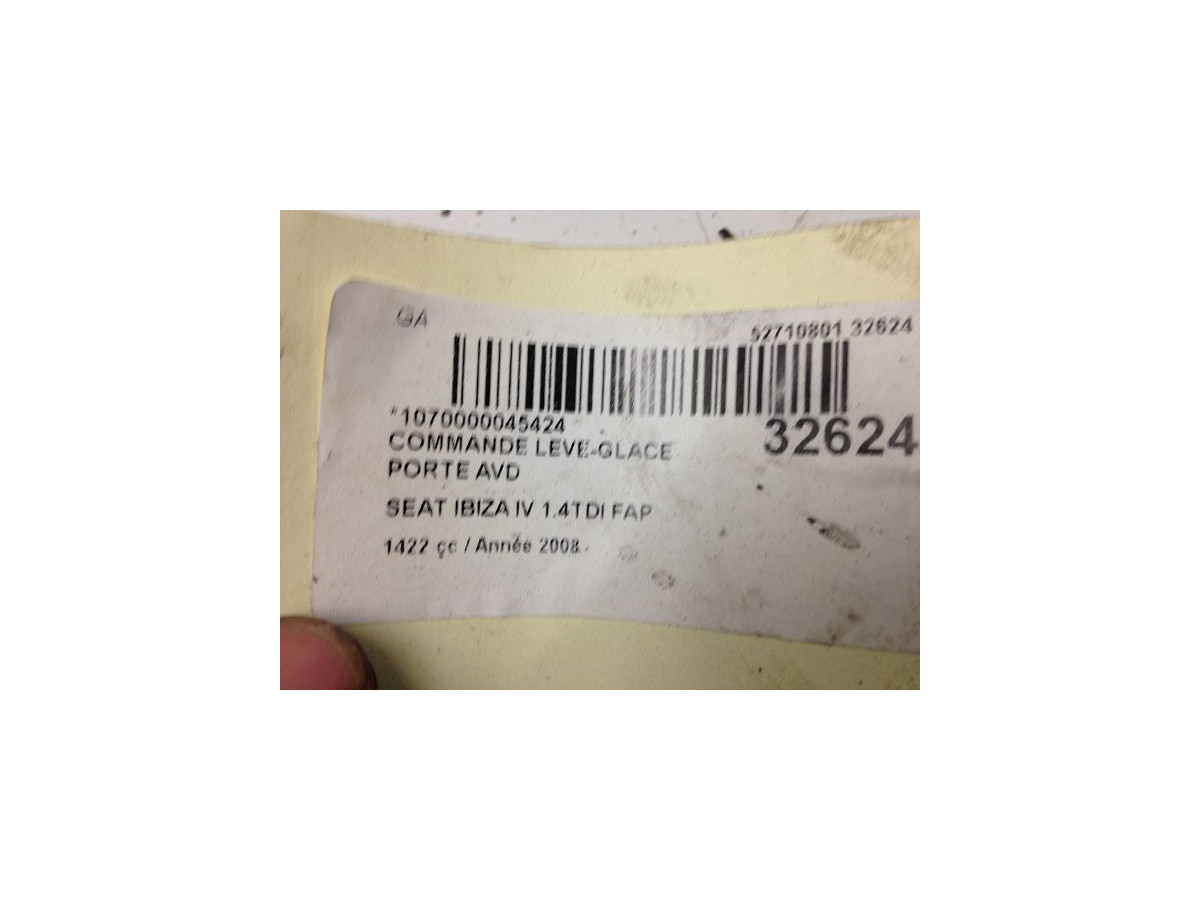 GA
52710801 32624
*1070000045424
32624
COMMANDE LEVE-GLACE
PORTE AVD
SEAT IBIZA IV 1.4TDI FAP
1422 cc / Année 2008